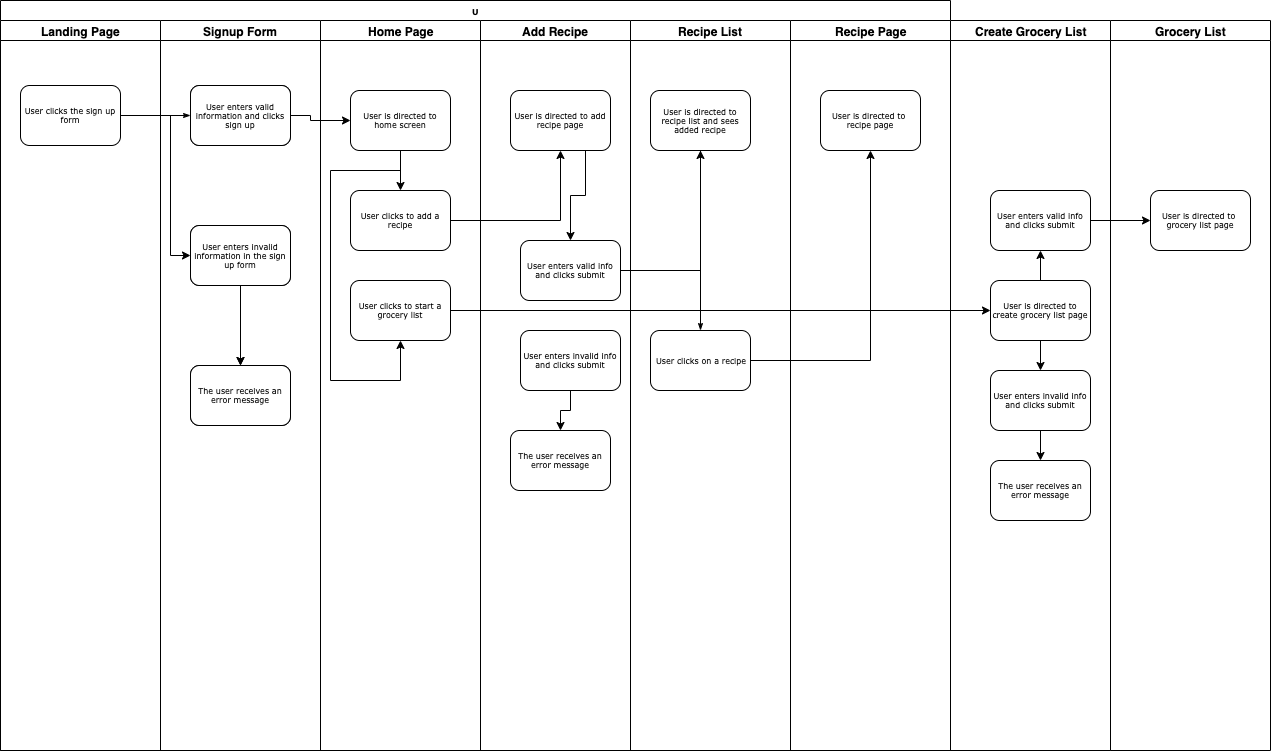 U
Landing Page
Signup Form
Home Page
Add Recipe
Recipe List
Recipe Page
Create Grocery List
Grocery List
User clicks the sign up
form
User enters valid
information and clicks
sign up
User enters invalid
information in the sign
up form
The user receives an
error message
User is directed to
home screen
User clicks to add a
recipe
User clicks to start a
grocery list
User is directed to add
recipe page
User enters valid info
and clicks submit
User enters invalid info
and clicks submit
The user receives an
error message
User is directed to
recipe list and sees
added recipe
User clicks on a recipe
User is directed to
recipe page
User enters valid info
and clicks submit
User is directed to
create grocery list page
User enters invalid info
and clicks submit
The user receives an
error message
User is directed to
grocery list page